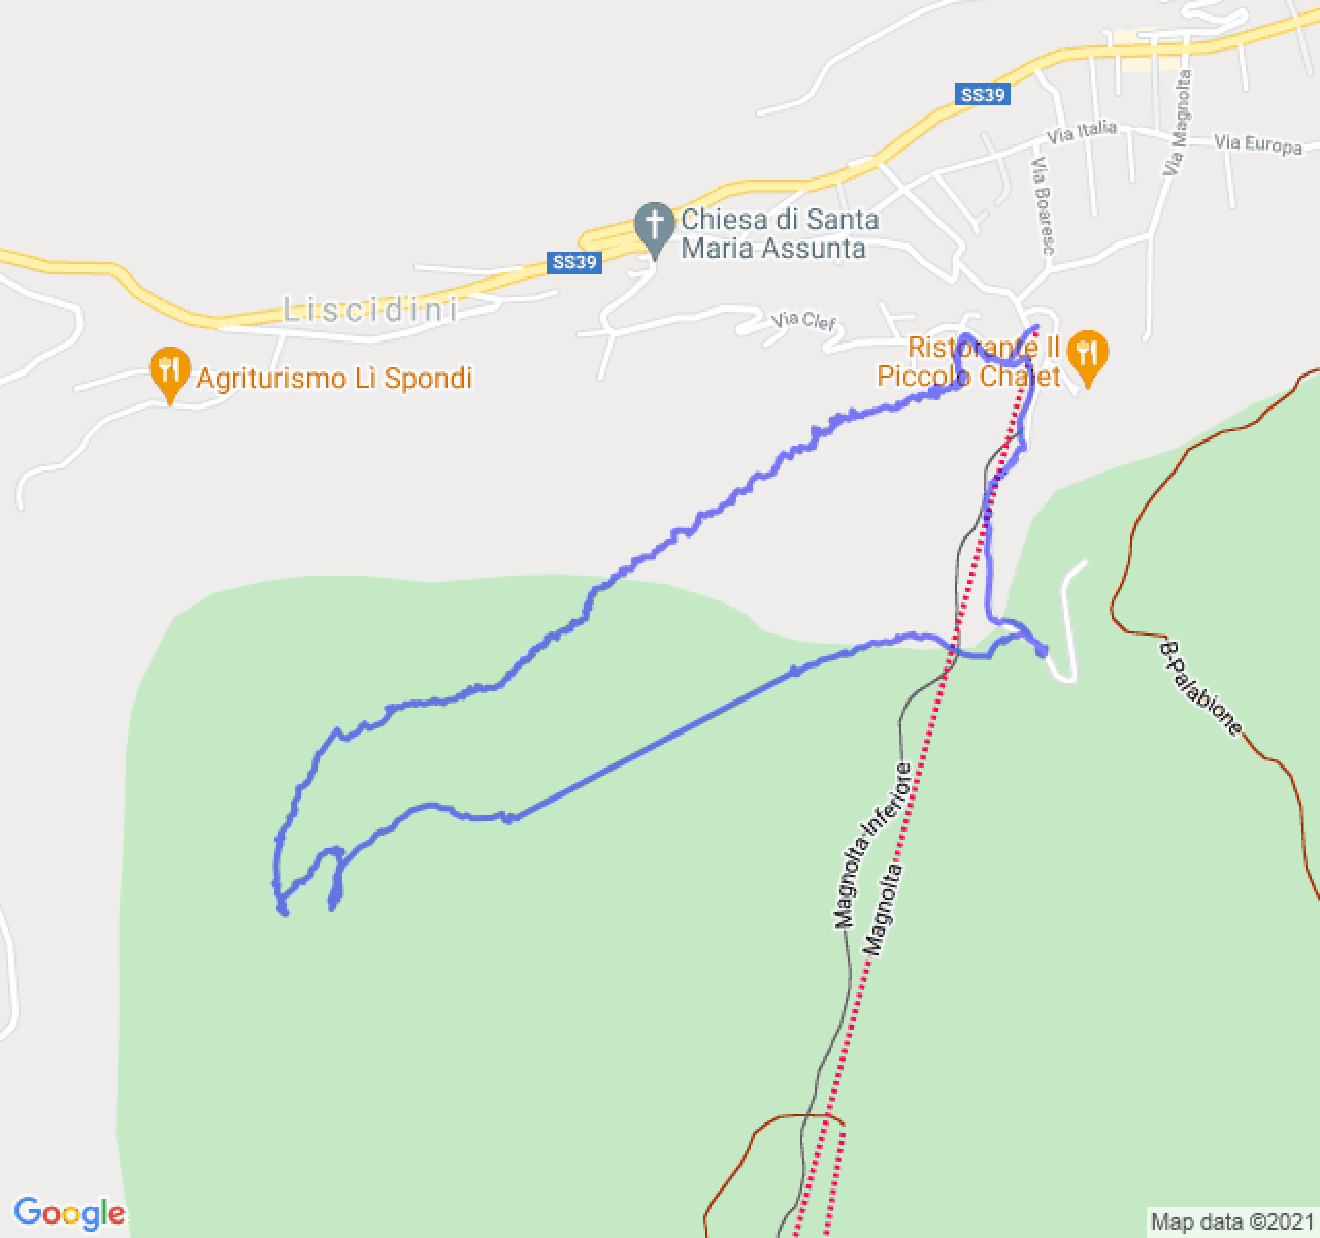 SS39
Via Italia
Via Magnolta
Via Europa
Via Boaresc
Chiesa di Santa
Maria Assunta
SS39
Liscidini
Via Clef
Ristorante Il
Piccolo Chalet
Agriturismo Lì Spondi
B-Palabione
Magnolta Inferiore
Magnolta
Google
Map data ©2021